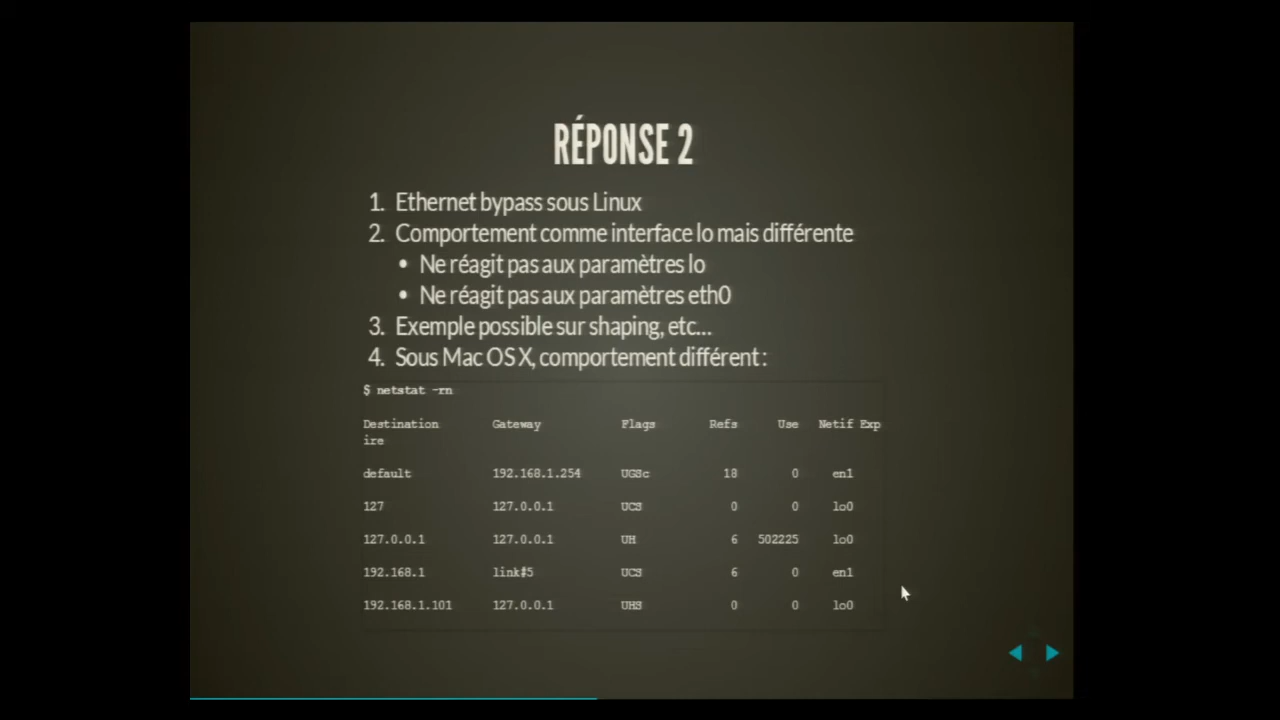 RÉPONSE 2
1. Ethernet bypass sous Linux
2. Comportement comme interface lo mais différente
• Ne réagit pas aux paramètres lo
• Ne réagit pas aux paramètres eth0
3. Exemple possible sur shaping, etc...
4. Sous Mac OS X, comportement différent :
$ netstat -rn
Destination Gateway Flags Refs Use Netif Exp
ire
default 192.168.1.254 UGSc 18 0 en1
127 127.0.0.1 UCS 0 0 lo0
127.0.0.1 127.0.0.1 UH 6 502225 lo0
192.168.1 link#5 UCS 6 0 en1
192.168.1.101 127.0.0.1 UHS 0 0 lo0